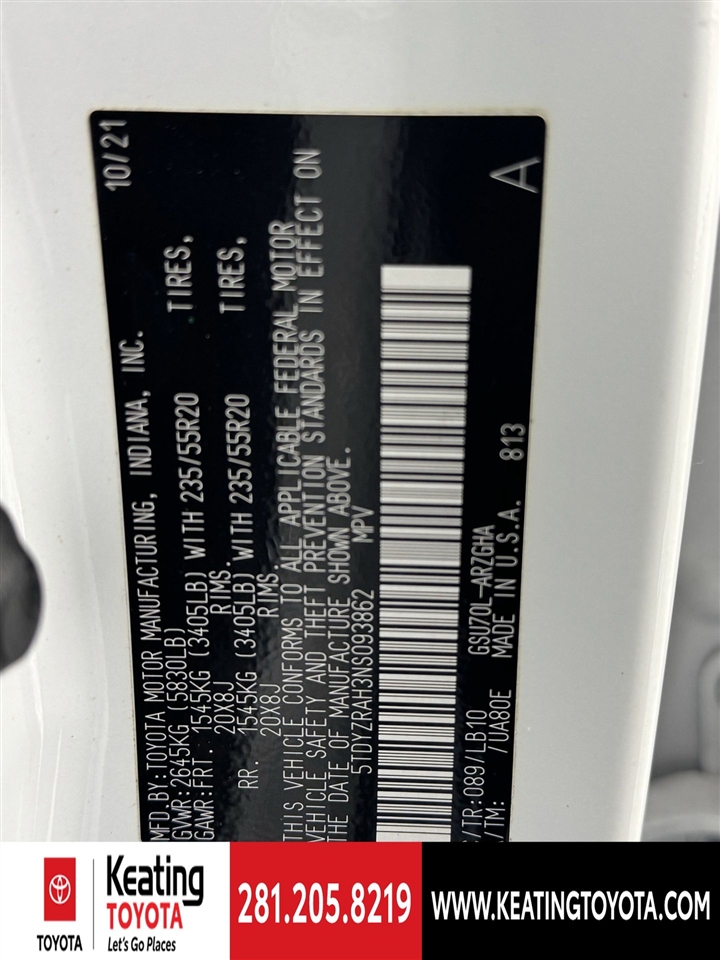 10/21
MFD.BY:TOYOTA MOTOR MANUFACTURING, INDIANA, INC.
GVWR:2645KG (5830LB)
GAWR:FRT. 1545KG (3405LB) WITH 235/55R20 TIRES,
20X8J RIMS.
RR. 1545KG (3405LB) WITH 235/55R20 TIRES,
20X8J RIMS.
THIS VEHICLE CONFORMS TO ALL APPLICABLE FEDERAL MOTOR
VEHICLE SAFETY AND THEFT PREVENTION STANDARDS IN EFFECT ON
THE DATE OF MANUFACTURE SHOWN ABOVE.
5TDYZRAH3NS093862 MPV
A
/TR:089/LB10 GSU70L-ARZGHA
/TM: /UA80E MADE IN U.S.A. 813
TOYOTA
Keating
TOYOTA
Let's Go Places
281.205.8219
WWW.KEATINGTOYOTA.COM